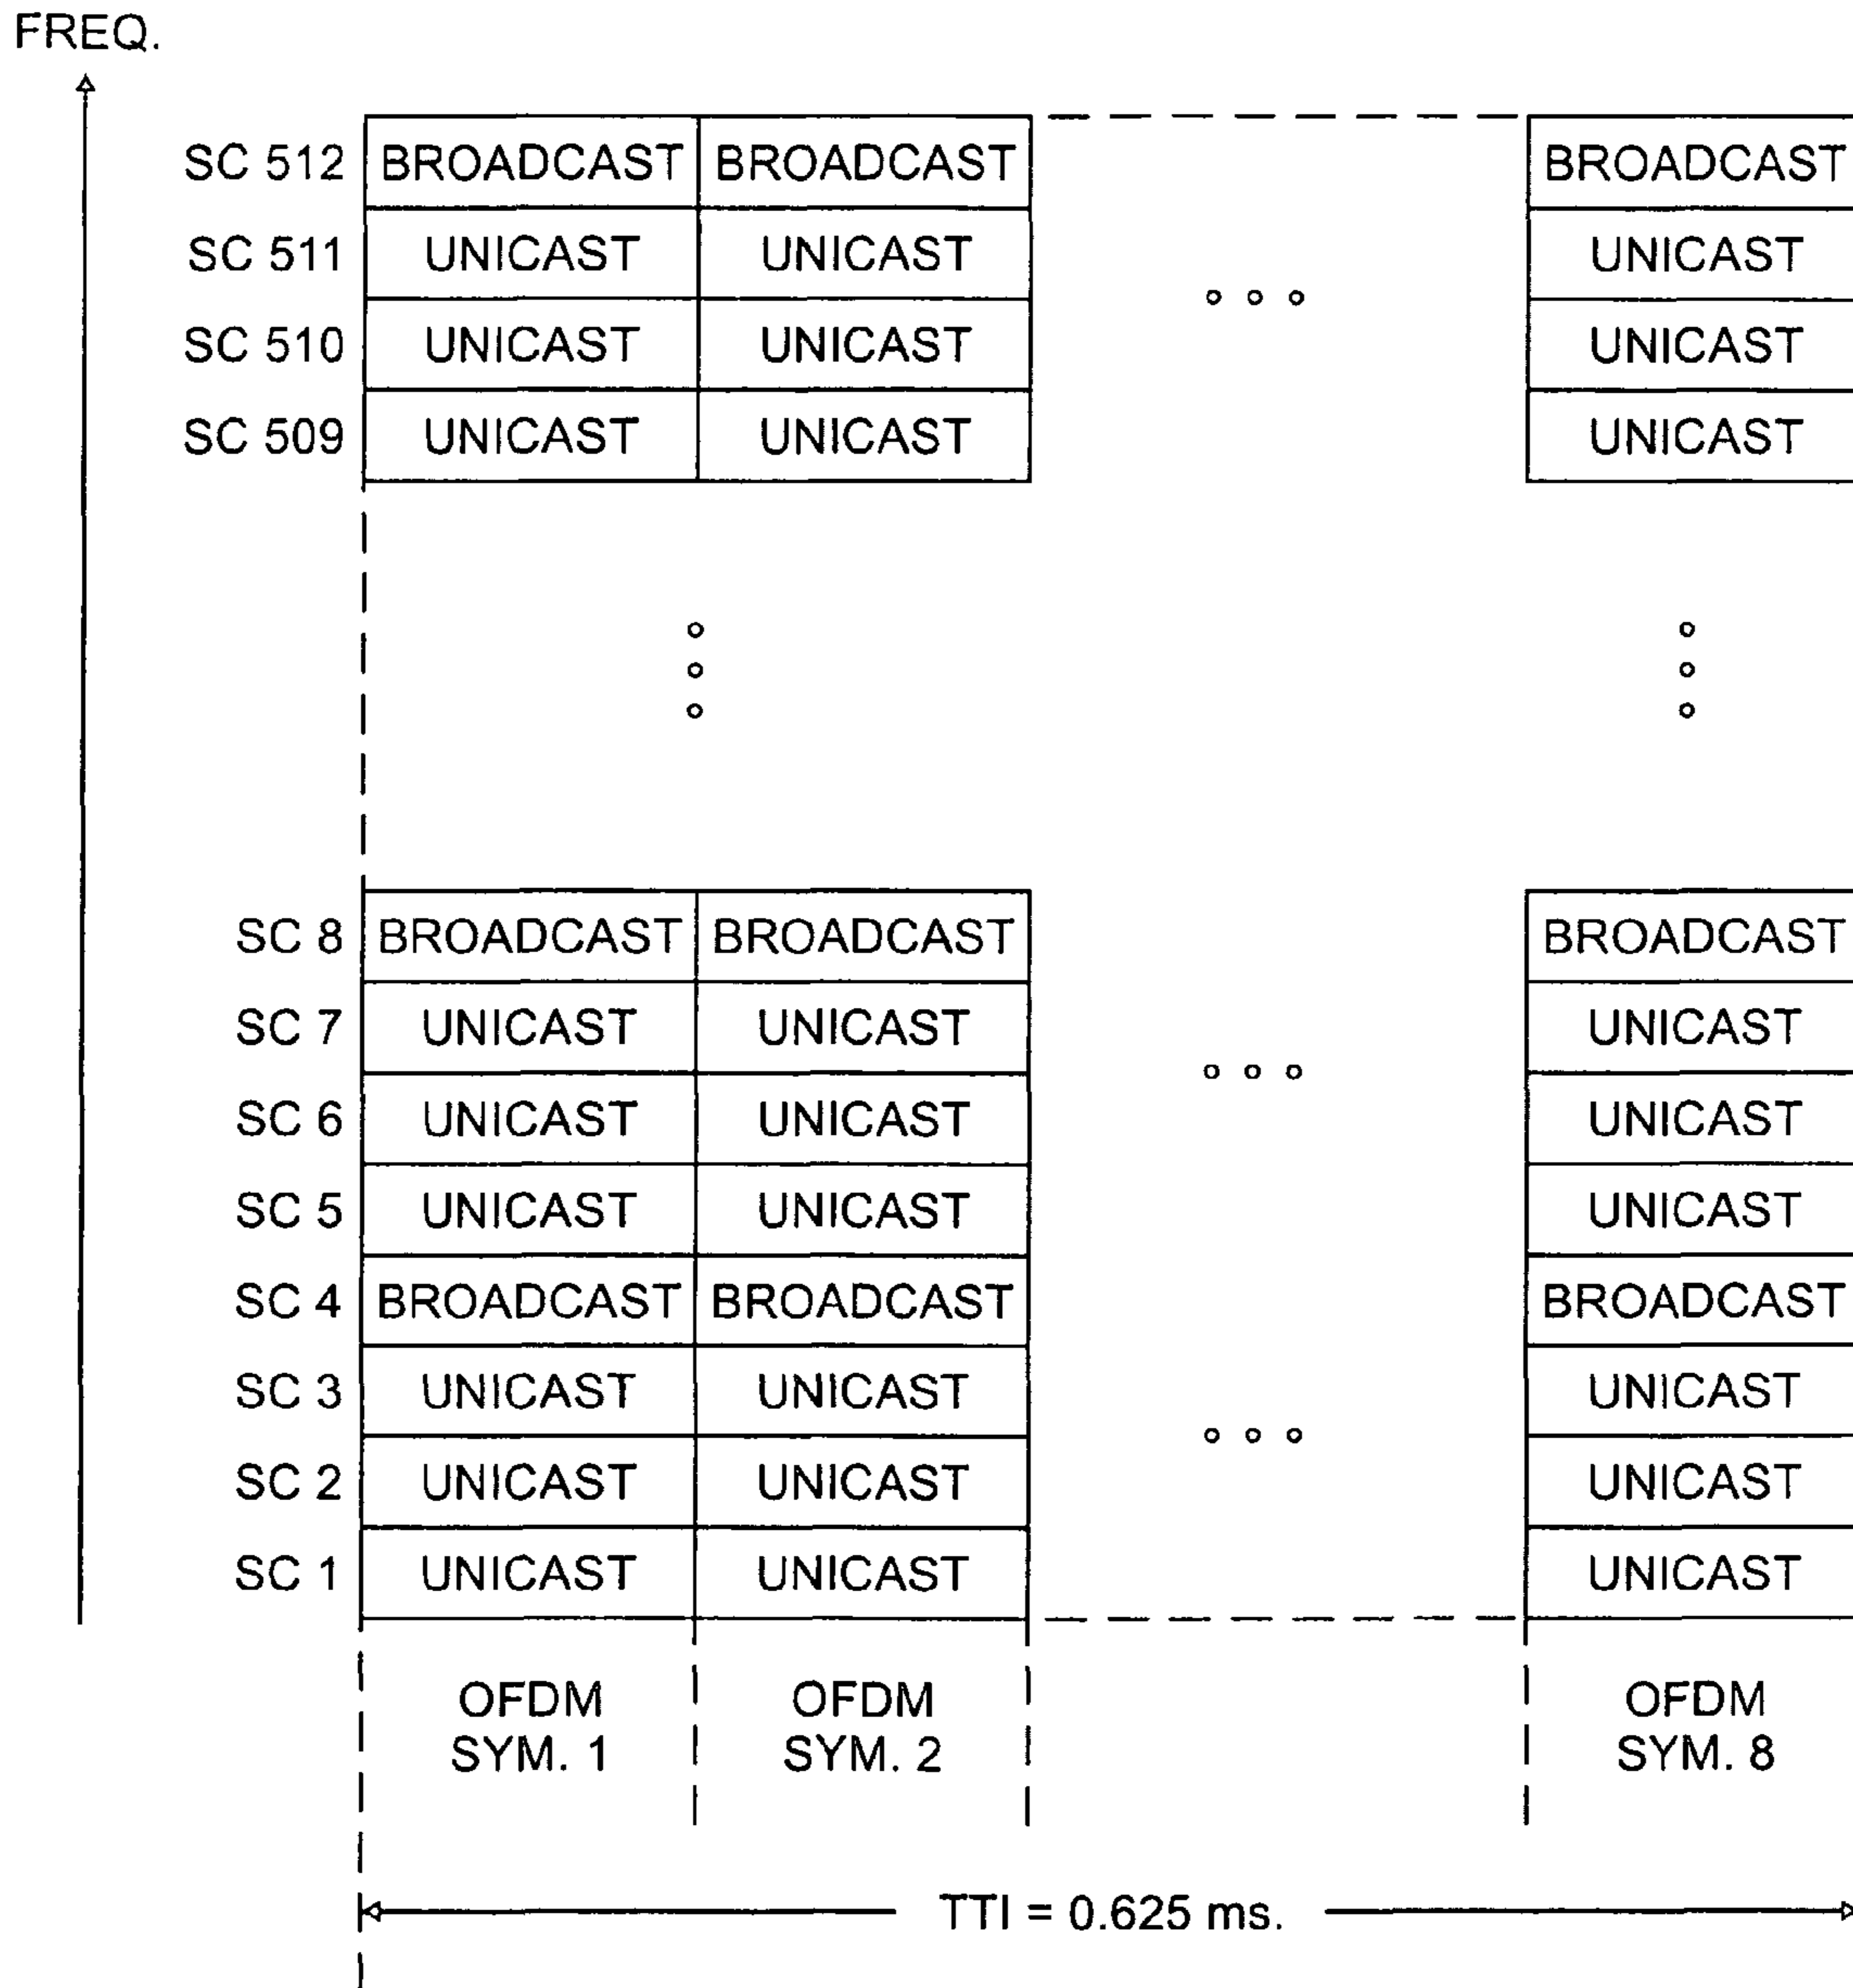 FREQ.
SC 512 BROADCAST BROADCAST BROADCAST
SC 511 UNICAST UNICAST UNICAST
SC 510 UNICAST UNICAST UNICAST
SC 509 UNICAST UNICAST UNICAST
SC 8 BROADCAST BROADCAST BROADCAST
SC 7 UNICAST UNICAST UNICAST
SC 6 UNICAST UNICAST UNICAST
SC 5 UNICAST UNICAST UNICAST
SC 4 BROADCAST BROADCAST BROADCAST
SC 3 UNICAST UNICAST UNICAST
SC 2 UNICAST UNICAST UNICAST
SC 1 UNICAST UNICAST UNICAST
OFDM OFDM OFDM
SYM. 1 SYM. 2 SYM. 8
TTI = 0.625 ms.